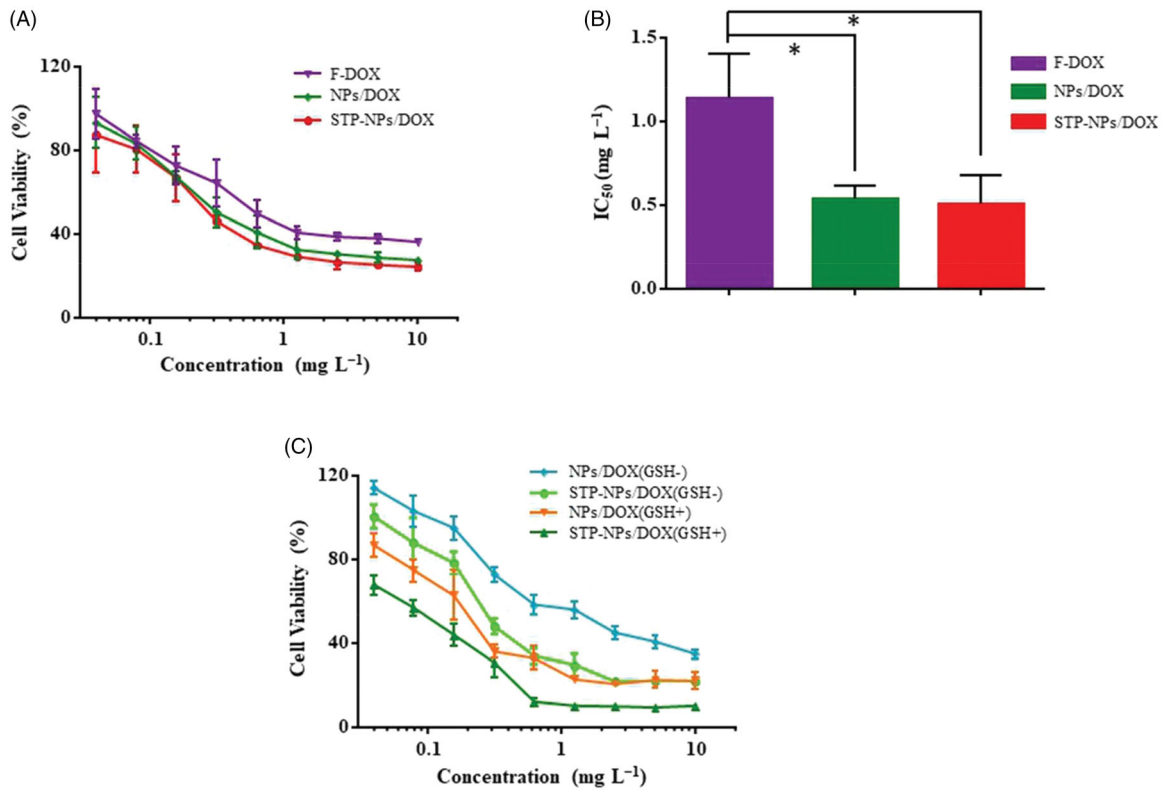 (A)
120
80
40
0
Cell Viability (%)
0.1 1 10
Concentration (mg L⁻¹)
F-DOX
NPs/DOX
STP-NPs/DOX
(B)
1.5
1.0
0.5
0.0
IC₅₀ (mg L⁻¹)
*
*
F-DOX
NPs/DOX
STP-NPs/DOX
(C)
120
80
40
0
Cell Viability (%)
0.1 1 10
Concentration (mg L⁻¹)
NPs/DOX(GSH-)
STP-NPs/DOX(GSH-)
NPs/DOX(GSH+)
STP-NPs/DOX(GSH+)